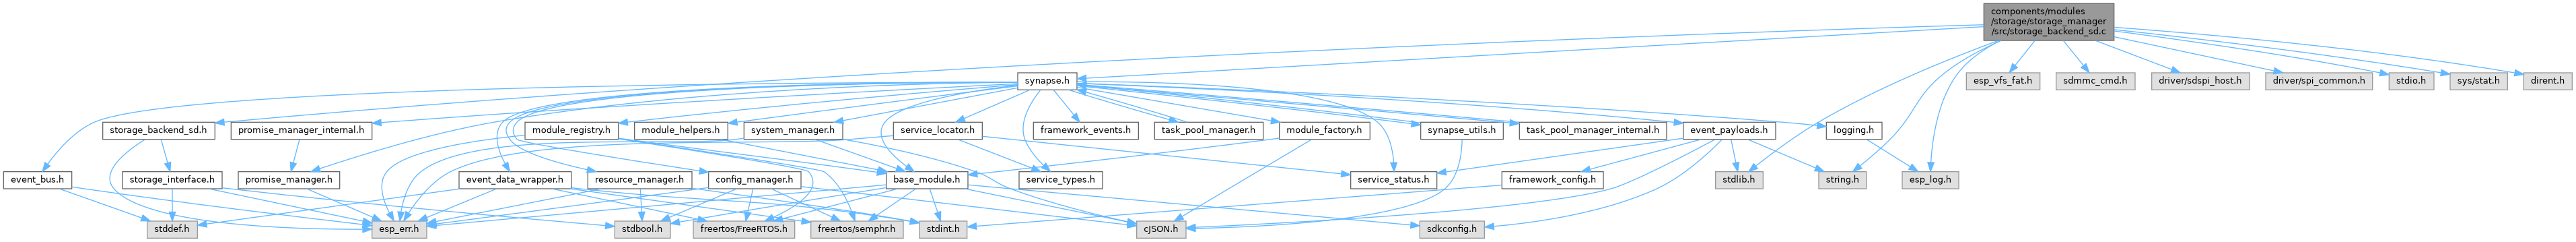 components/modules
/storage/storage_manager
/src/storage_backend_sd.c
synapse.h
esp_vfs_fat.h
sdmmc_cmd.h
driver/sdspi_host.h
driver/spi_common.h
stdio.h
sys/stat.h
dirent.h
storage_backend_sd.h
promise_manager_internal.h
module_registry.h
module_helpers.h
system_manager.h
service_locator.h
framework_events.h
task_pool_manager.h
module_factory.h
synapse_utils.h
task_pool_manager_internal.h
event_payloads.h
logging.h
event_bus.h
storage_interface.h
promise_manager.h
event_data_wrapper.h
resource_manager.h
config_manager.h
base_module.h
service_types.h
service_status.h
framework_config.h
stdlib.h
string.h
esp_log.h
stddef.h
esp_err.h
stdbool.h
freertos/FreeRTOS.h
freertos/semphr.h
stdint.h
cJSON.h
sdkconfig.h